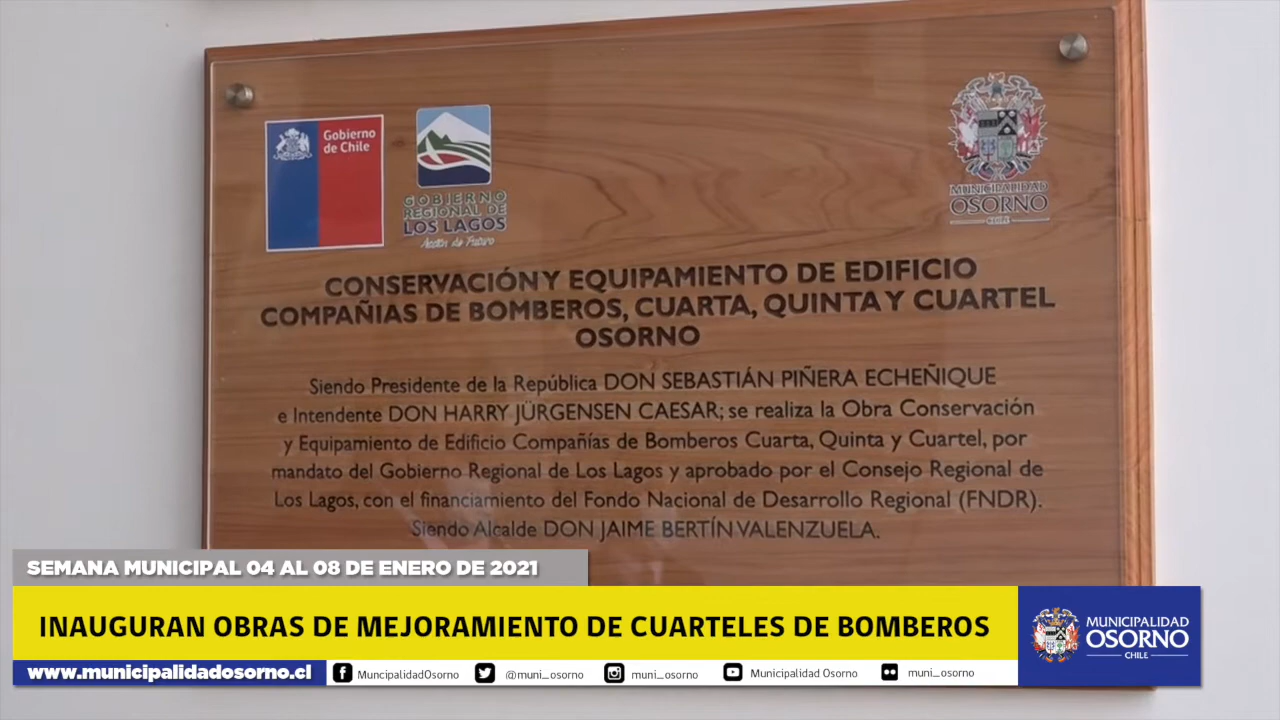 Gobierno
de Chile
GOBIERNO
REGIONAL DE
LOS LAGOS
Acción de Futuro
MUNICIPALIDAD
OSORNO
CHILE
CONSERVACIÓN Y EQUIPAMIENTO DE EDIFICIO
COMPAÑIAS DE BOMBEROS, CUARTA, QUINTA Y CUARTEL
OSORNO
Siendo Presidente de la República DON SEBASTIÁN PIÑERA ECHEÑIQUE
e Intendente DON HARRY JÜRGENSEN CAESAR; se realiza la Obra Conservación
y Equipamiento de Edificio Compañías de Bomberos Cuarta, Quinta y Cuartel, por
mandato del Gobierno Regional de Los Lagos y aprobado por el Consejo Regional de
Los Lagos, con el financiamiento del Fondo Nacional de Desarrollo Regional (FNDR).
Siendo Alcalde DON JAIME BERTÍN VALENZUELA.
SEMANA MUNICIPAL 04 AL 08 DE ENERO DE 2021
INAUGURAN OBRAS DE MEJORAMIENTO DE CUARTELES DE BOMBEROS
MUNICIPALIDAD
OSORNO
CHILE
www.municipalidadosorno.cl
MuncipalidadOsorno
@muni_osorno
muni_osorno
Municipalidad Osorno
muni_osorno